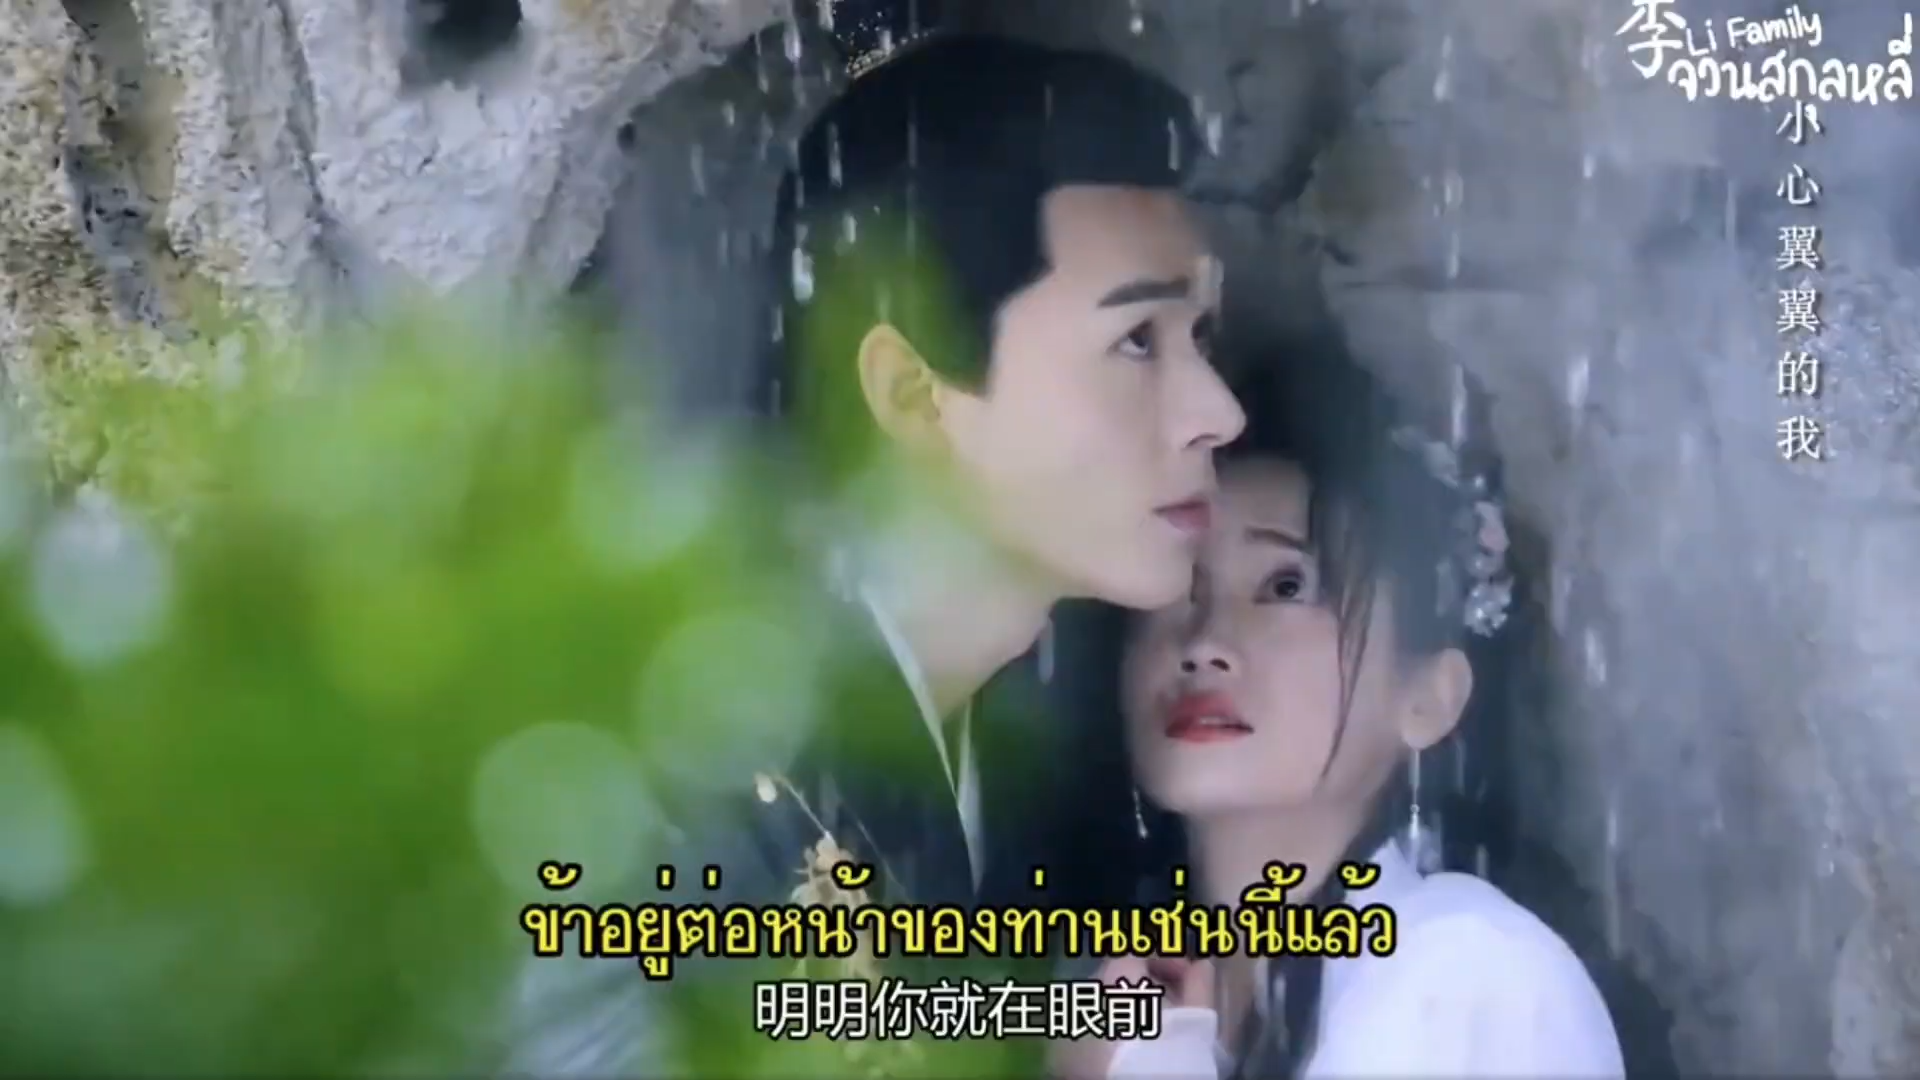 李
Li Family
จวนสกุลหลี่
小心翼翼的我
ข้าอยู่ต่อหน้าของท่านเช่นนี้แล้ว
明明你就在眼前